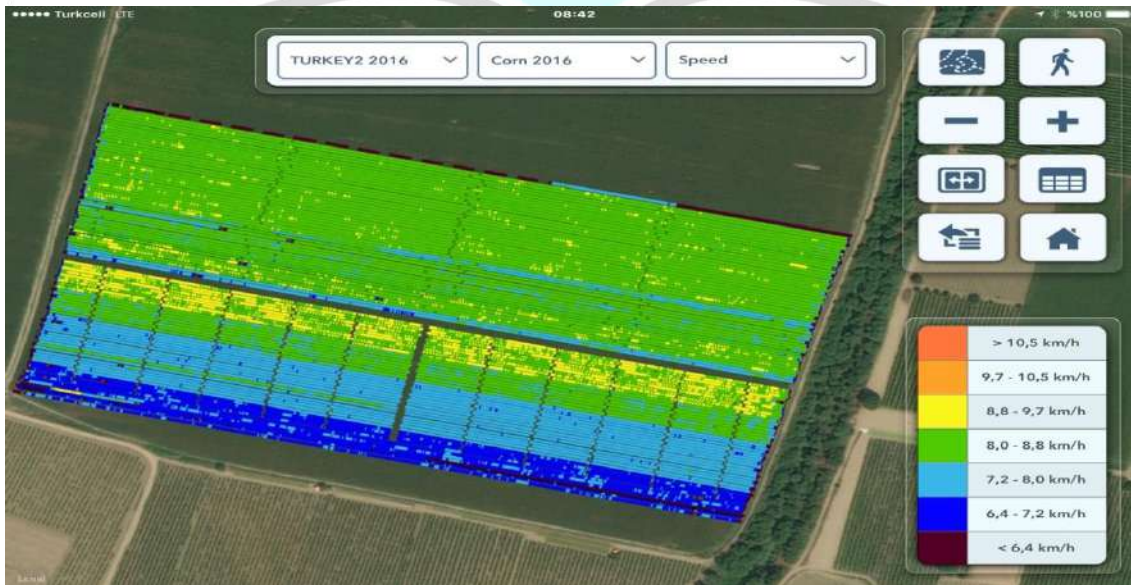 ●●●●● Turkcell LTE 08:42 %100
TURKEY2 2016 Corn 2016 Speed
> 10,5 km/h
9,7 - 10,5 km/h
8,8 - 9,7 km/h
8,0 - 8,8 km/h
7,2 - 8,0 km/h
6,4 - 7,2 km/h
< 6,4 km/h
Legal